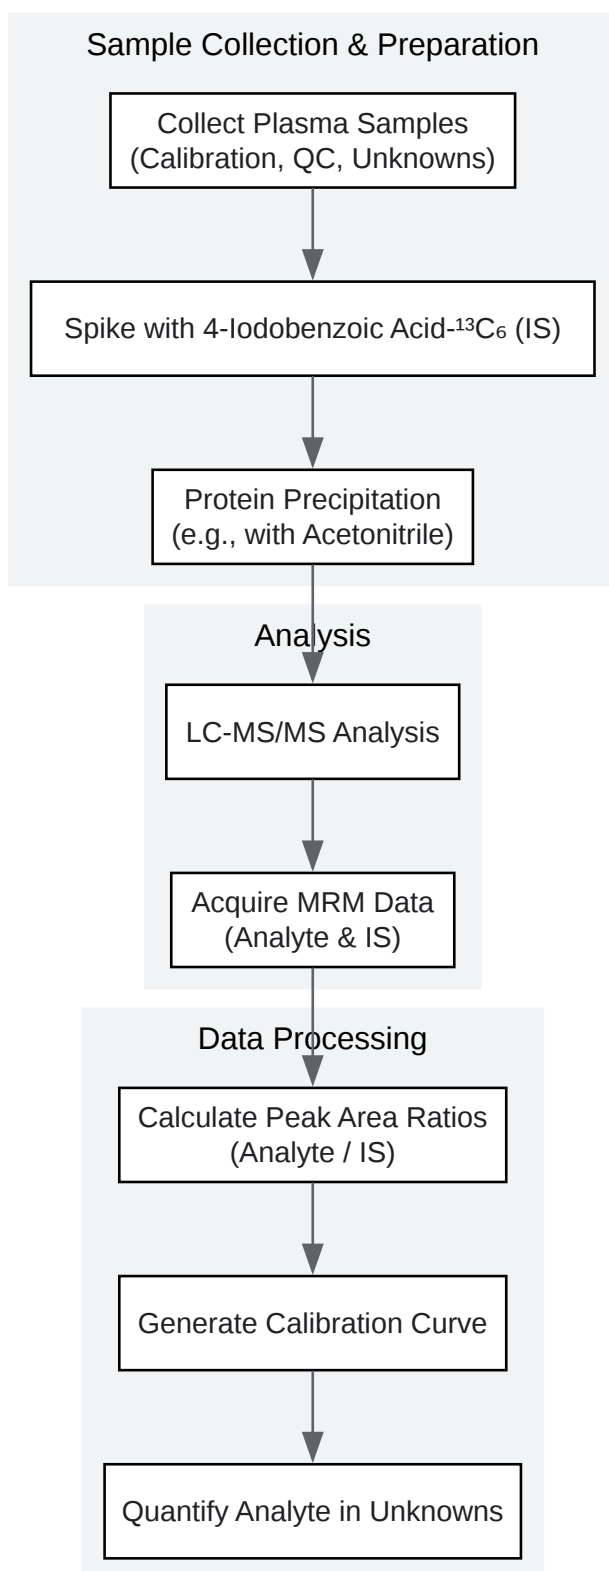 Sample Collection & Preparation
Collect Plasma Samples
(Calibration, QC, Unknowns)
Spike with 4-Iodobenzoic Acid-¹³C₆ (IS)
Protein Precipitation
(e.g., with Acetonitrile)
Analysis
LC-MS/MS Analysis
Acquire MRM Data
(Analyte & IS)
Data Processing
Calculate Peak Area Ratios
(Analyte / IS)
Generate Calibration Curve
Quantify Analyte in Unknowns